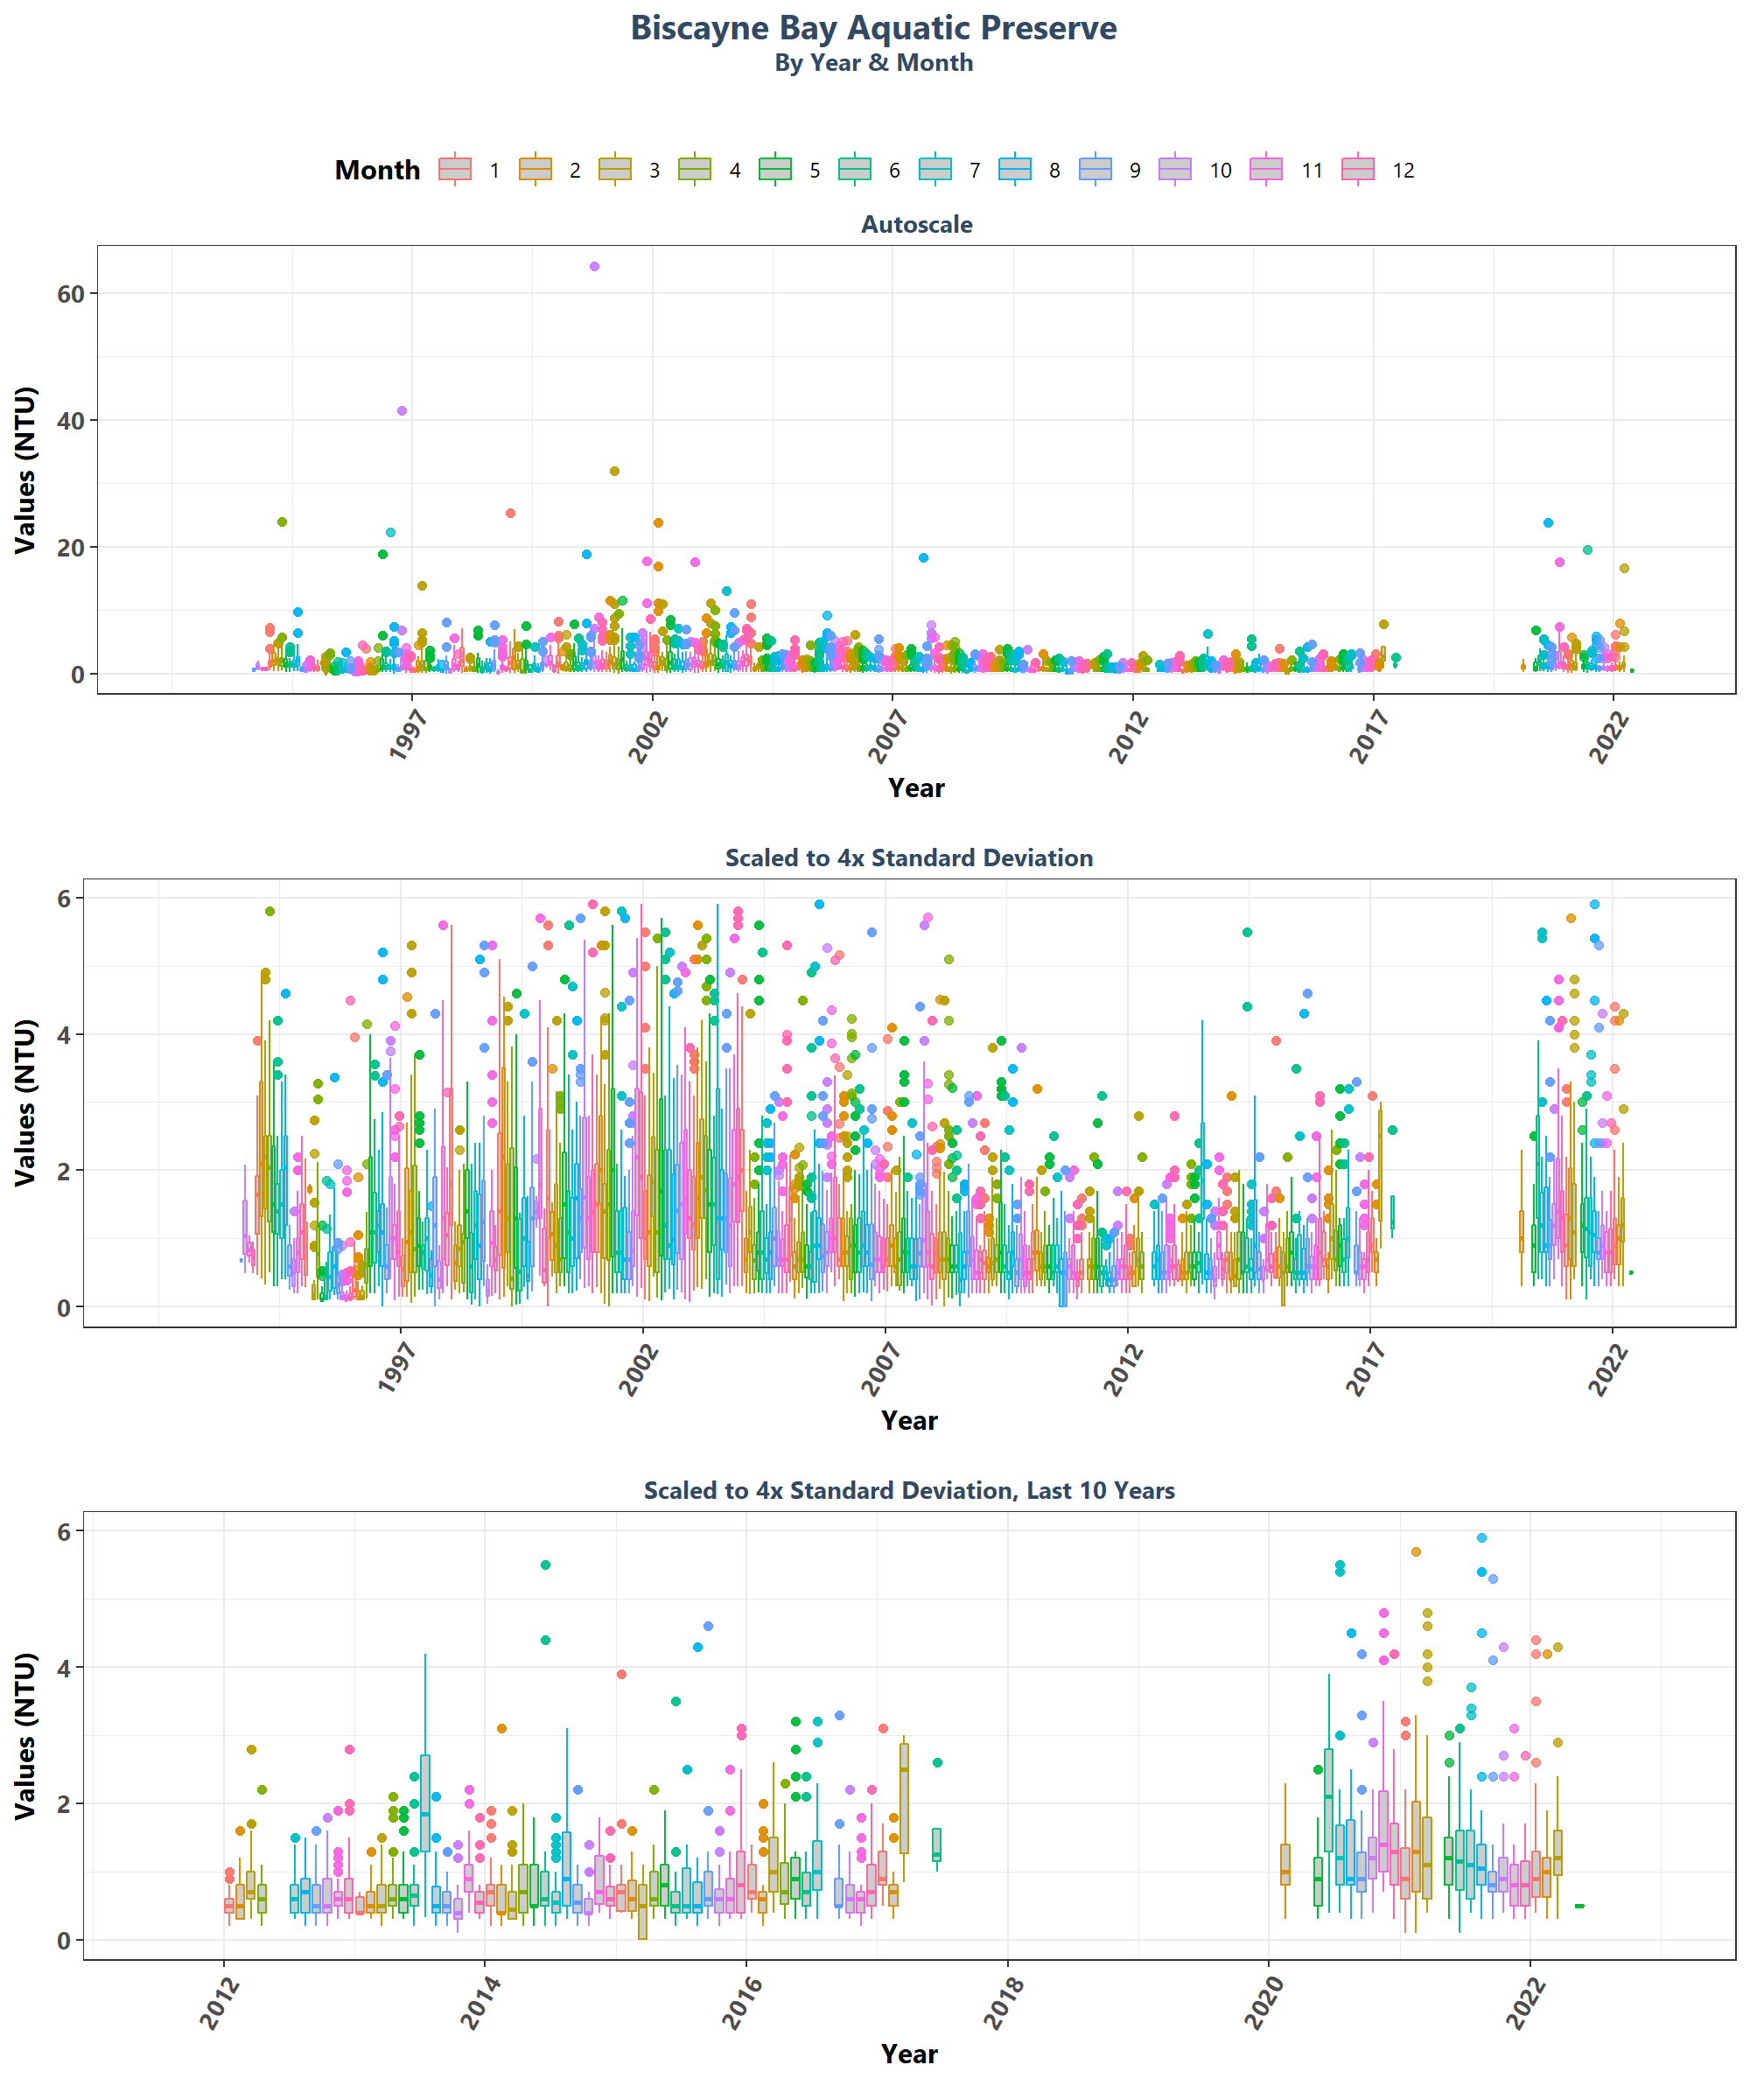 Biscayne Bay Aquatic Preserve
By Year & Month
Month 1 2 3 4 5 6 7 8 9 10 11 12
Autoscale
Values (NTU)
60
40
20
0
1997 2002 2007 2012 2017 2022
Year
Scaled to 4x Standard Deviation
Values (NTU)
6
4
2
0
1997 2002 2007 2012 2017 2022
Year
Scaled to 4x Standard Deviation, Last 10 Years
Values (NTU)
6
4
2
0
2012 2014 2016 2018 2020 2022
Year